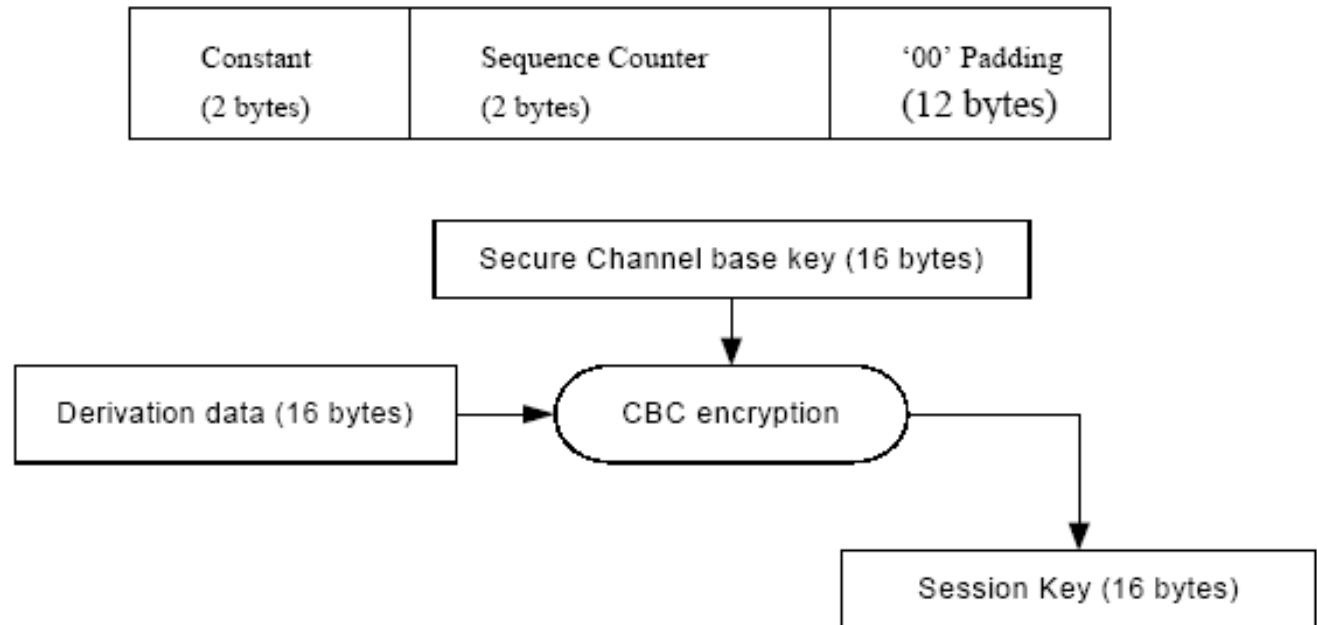 Constant
(2 bytes)
Sequence Counter
(2 bytes)
‘00’ Padding
(12 bytes)
Secure Channel base key (16 bytes)
Derivation data (16 bytes)
CBC encryption
Session Key (16 bytes)